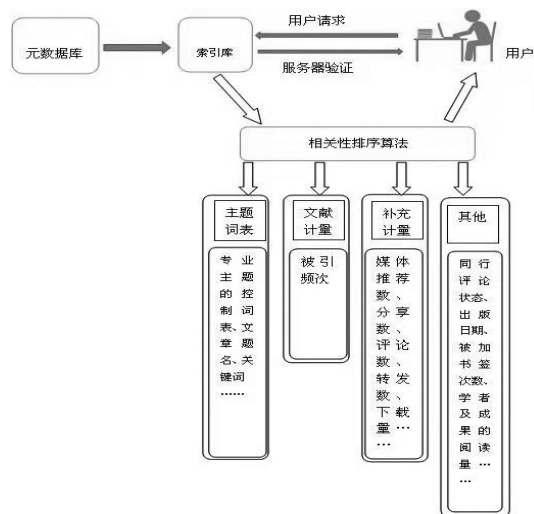 用户请求
元数据库
索引库
用户
服务器验证
相关性排序算法
主题
词表
专业
主题
的控
制词
表、文
章题
名、关
键词
……
文献
计量
被引
频次
补充
计量
媒体
推荐
数、
分享
数、
评论
数、
转发
数、
下载
量…
…
其他
同行
评论
状态、
出版
日期、
被加
书签
次数、
学者
及成
果的
阅读
量…
…